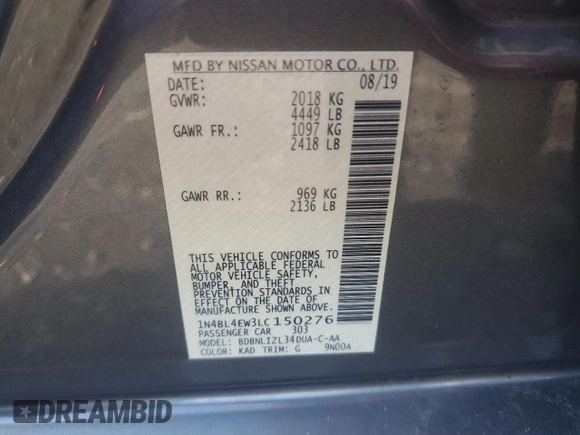 MFD BY NISSAN MOTOR CO., LTD.
DATE: 08/19
GVWR: 2018 KG
4449 LB
GAWR FR.: 1097 KG
2418 LB
GAWR RR.: 969 KG
2136 LB
THIS VEHICLE CONFORMS TO
ALL APPLICABLE FEDERAL
MOTOR VEHICLE SAFETY,
BUMPER, AND THEFT
PREVENTION STANDARDS IN
EFFECT ON THE DATE OF
MANUFACTURE SHOWN ABOVE.
1N4BL4EW3LC150276
PASSENGER CAR 303
MODEL: BDBNLIZL34DUA-C-AA
COLOR: KAD TRIM: G 9N00A
DREAMBID